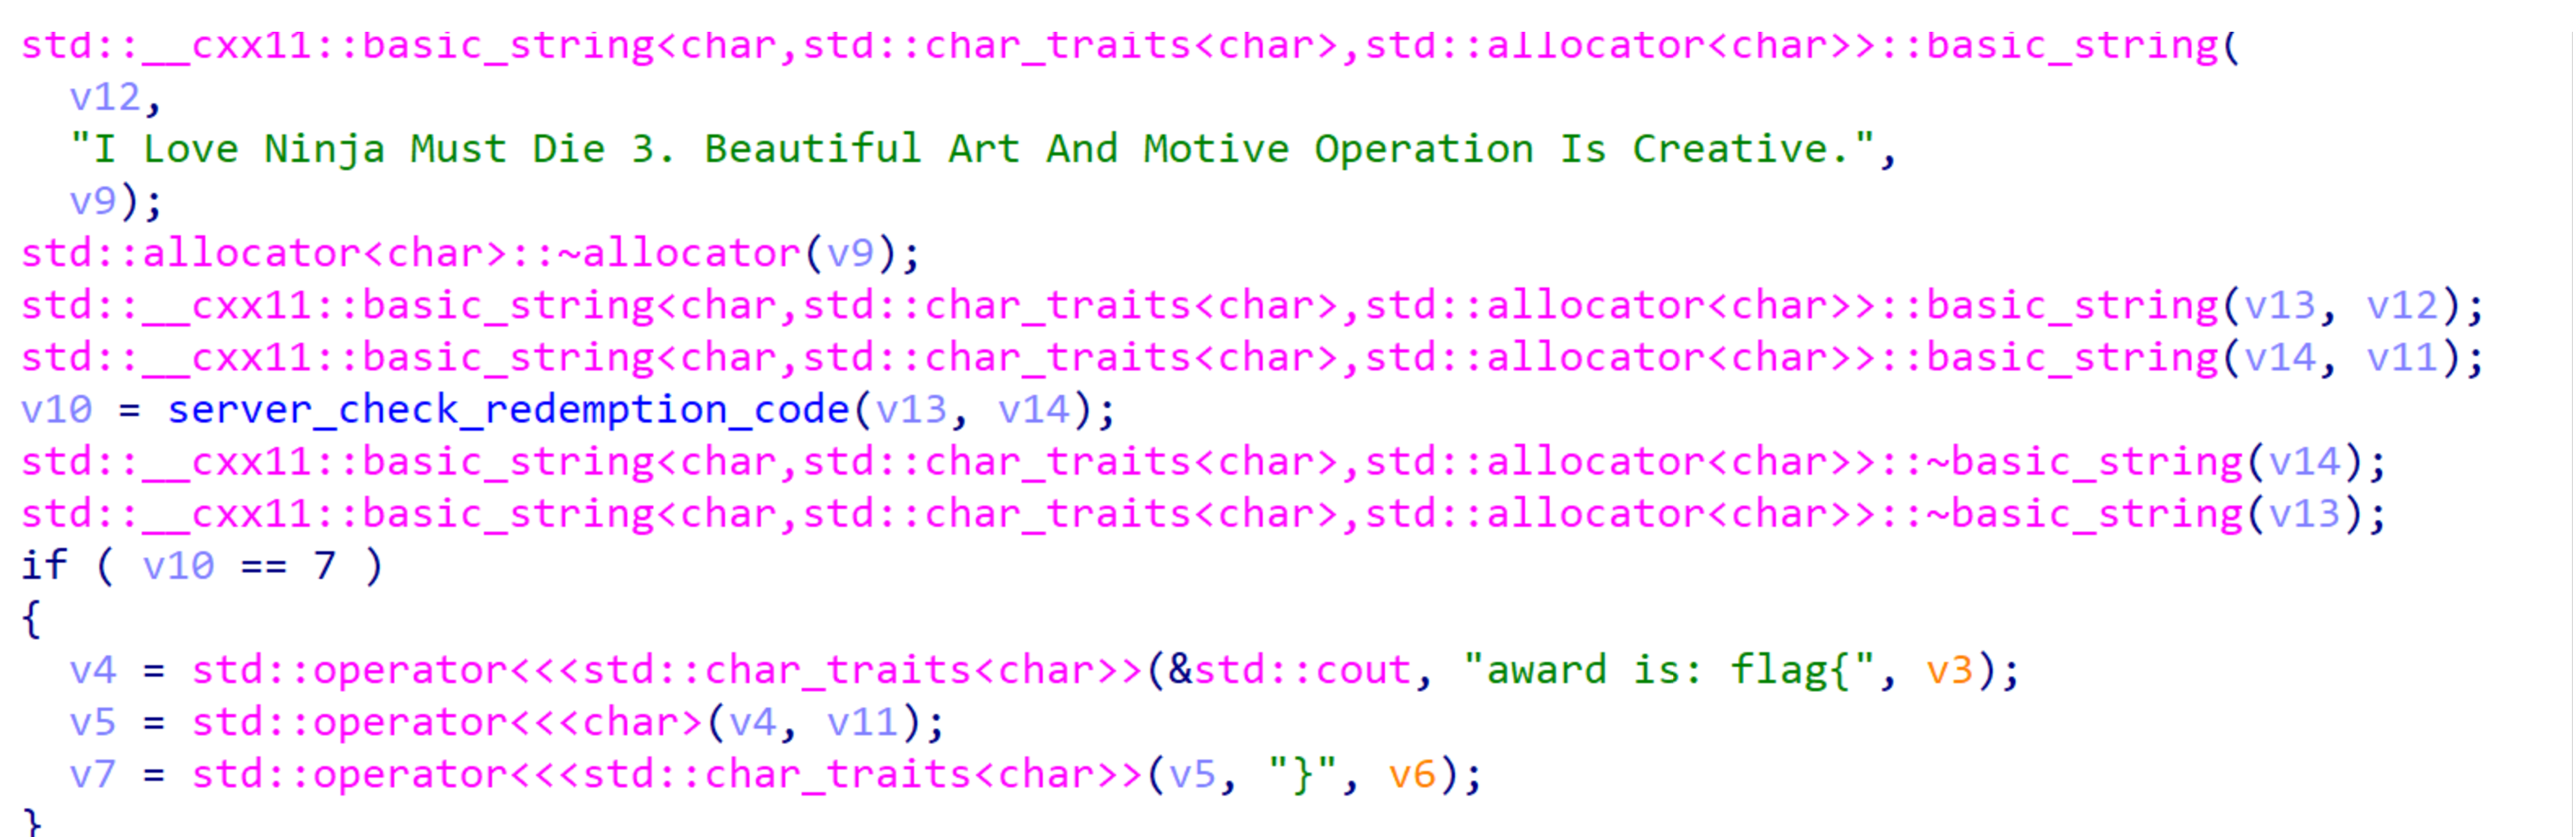 std::__cxx11::basic_string<char,std::char_traits<char>,std::allocator<char>>::basic_string(
  v12,
  "I Love Ninja Must Die 3. Beautiful Art And Motive Operation Is Creative.",
  v9);
std::allocator<char>::~allocator(v9);
std::__cxx11::basic_string<char,std::char_traits<char>,std::allocator<char>>::basic_string(v13, v12);
std::__cxx11::basic_string<char,std::char_traits<char>,std::allocator<char>>::basic_string(v14, v11);
v10 = server_check_redemption_code(v13, v14);
std::__cxx11::basic_string<char,std::char_traits<char>,std::allocator<char>>::~basic_string(v14);
std::__cxx11::basic_string<char,std::char_traits<char>,std::allocator<char>>::~basic_string(v13);
if ( v10 == 7 )
{
  v4 = std::operator<<<std::char_traits<char>>(&std::cout, "award is: flag{", v3);
  v5 = std::operator<<<char>(v4, v11);
  v7 = std::operator<<<std::char_traits<char>>(v5, "}", v6);
}